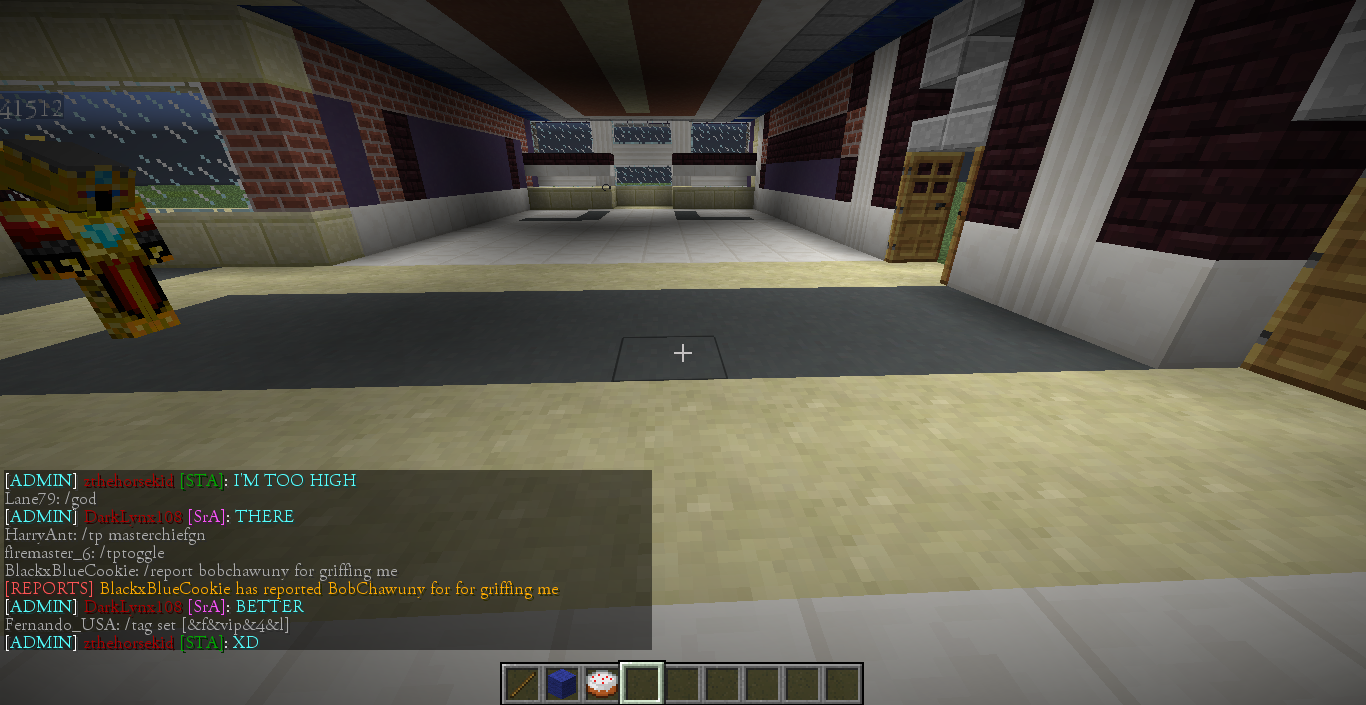 41512
[ADMIN] zthehorsekid [STA]: I'M TOO HIGH
Lane79: /god
[ADMIN] DarkLynx108 [SrA]: THERE
HarryAnt: /tp masterchiefgn
firemaster_6: /tptoggle
BlackxBlueCookie: /report bobchawuny for griffing me
[REPORTS] BlackxBlueCookie has reported BobChawuny for for griffing me
[ADMIN] DarkLynx108 [SrA]: BETTER
Fernando_USA: /tag set [&f&vip&4&l]
[ADMIN] zthehorsekid [STA]: XD